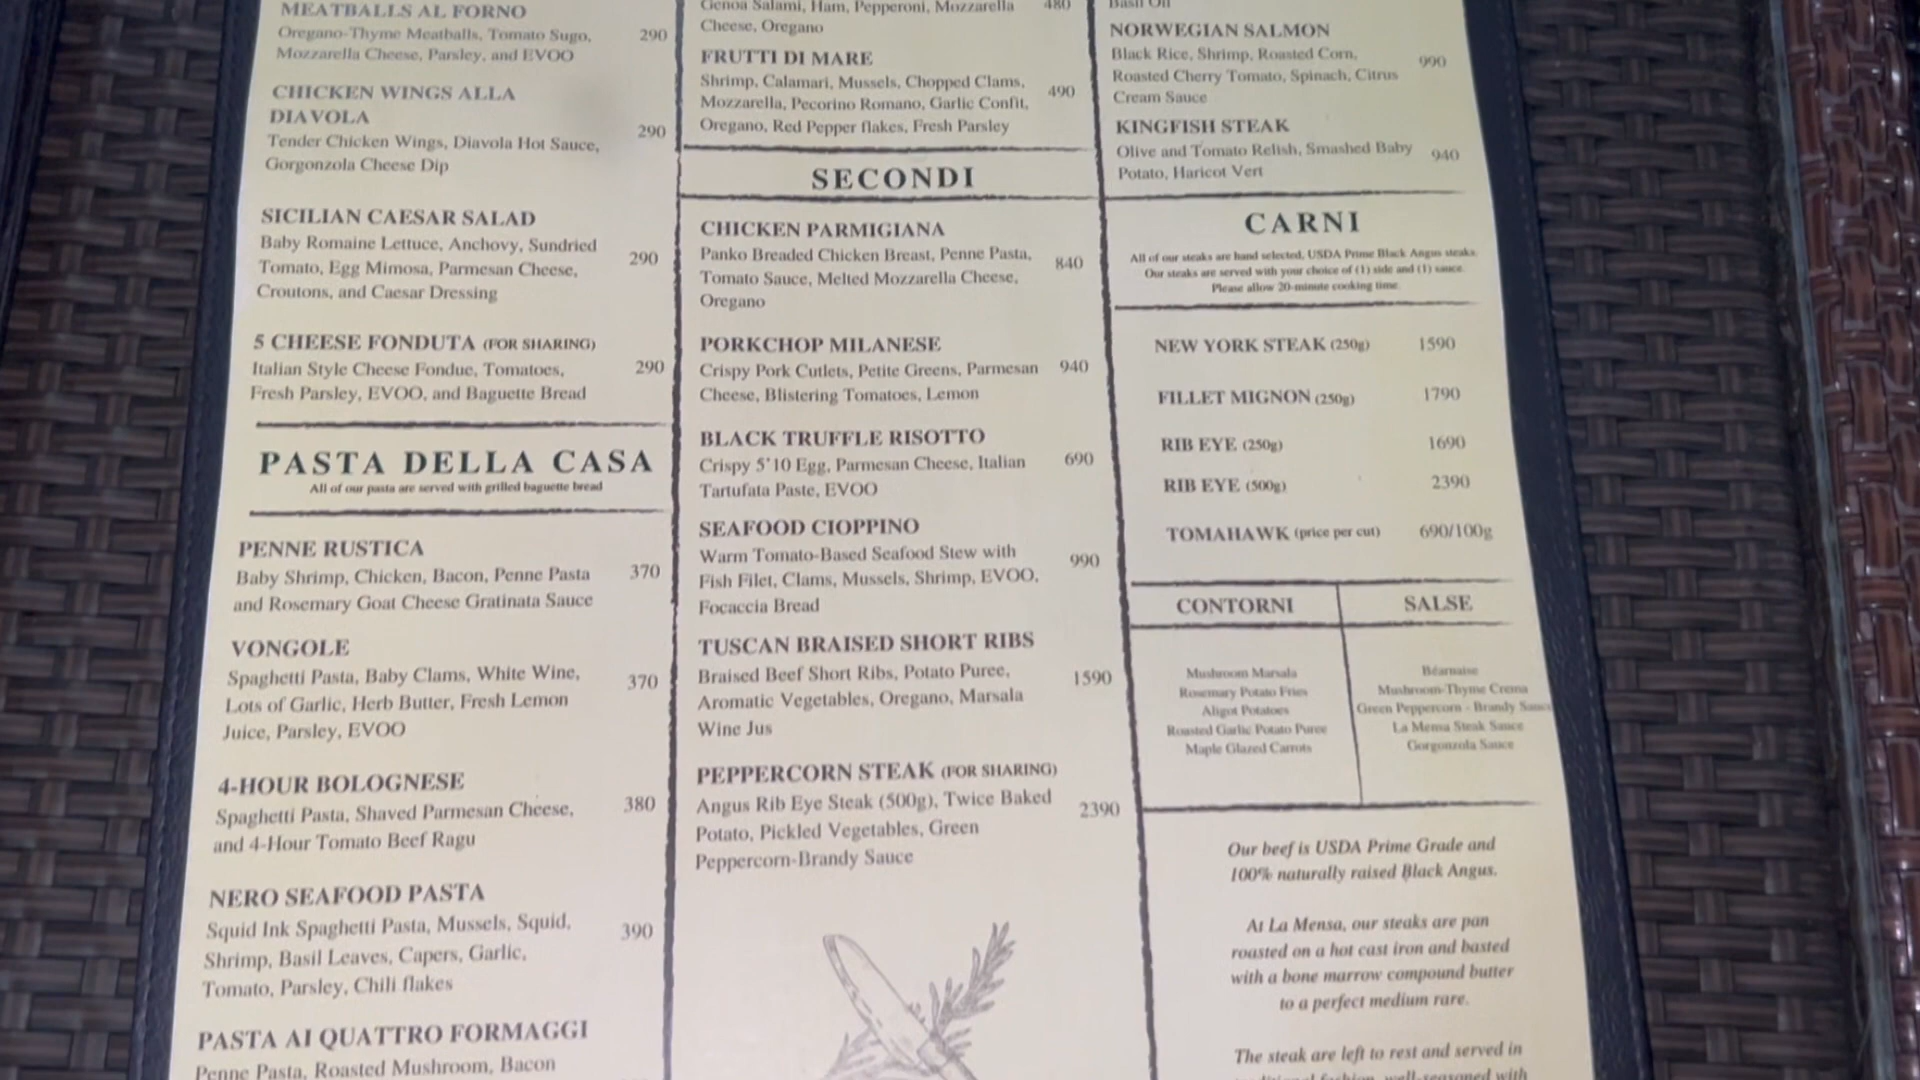 MEATBALLS AL FORNO
Oregano-Thyme Meatballs, Tomato Sugo, 290
Mozzarella Cheese, Parsley, and EVOO
CHICKEN WINGS ALLA
DIAVOLA
Tender Chicken Wings, Diavola Hot Sauce, 290
Gorgonzola Cheese Dip
SICILIAN CAESAR SALAD
Baby Romaine Lettuce, Anchovy, Sundried 290
Tomato, Egg Mimosa, Parmesan Cheese,
Croutons, and Caesar Dressing
5 CHEESE FONDUTA (FOR SHARING)
Italian Style Cheese Fondue, Tomatoes, 290
Fresh Parsley, EVOO, and Baguette Bread
PASTA DELLA CASA
All of our pasta are served with grilled baguette bread
PENNE RUSTICA
Baby Shrimp, Chicken, Bacon, Penne Pasta 370
and Rosemary Goat Cheese Gratinata Sauce
VONGOLE
Spaghetti Pasta, Baby Clams, White Wine, 370
Lots of Garlic, Herb Butter, Fresh Lemon
Juice, Parsley, EVOO
4-HOUR BOLOGNESE
Spaghetti Pasta, Shaved Parmesan Cheese, 380
and 4-Hour Tomato Beef Ragu
NERO SEAFOOD PASTA
Squid Ink Spaghetti Pasta, Mussels, Squid, 390
Shrimp, Basil Leaves, Capers, Garlic,
Tomato, Parsley, Chili flakes
PASTA AI QUATTRO FORMAGGI
Penne Pasta, Roasted Mushroom, Bacon
Genoa Salami, Ham, Pepperoni, Mozzarella 480
Cheese, Oregano
FRUTTI DI MARE
Shrimp, Calamari, Mussels, Chopped Clams, 490
Mozzarella, Pecorino Romano, Garlic Confit,
Oregano, Red Pepper flakes, Fresh Parsley
SECONDI
CHICKEN PARMIGIANA
Panko Breaded Chicken Breast, Penne Pasta, 840
Tomato Sauce, Melted Mozzarella Cheese,
Oregano
PORKCHOP MILANESE
Crispy Pork Cutlets, Petite Greens, Parmesan 940
Cheese, Blistering Tomatoes, Lemon
BLACK TRUFFLE RISOTTO
Crispy 5'10 Egg, Parmesan Cheese, Italian 690
Tartufata Paste, EVOO
SEAFOOD CIOPPINO
Warm Tomato-Based Seafood Stew with 990
Fish Filet, Clams, Mussels, Shrimp, EVOO,
Focaccia Bread
TUSCAN BRAISED SHORT RIBS
Braised Beef Short Ribs, Potato Puree, 1590
Aromatic Vegetables, Oregano, Marsala
Wine Jus
PEPPERCORN STEAK (FOR SHARING)
Angus Rib Eye Steak (500g), Twice Baked 2390
Potato, Pickled Vegetables, Green
Peppercorn-Brandy Sauce
Basil Oil
NORWEGIAN SALMON
Black Rice, Shrimp, Roasted Corn, 990
Roasted Cherry Tomato, Spinach, Citrus
Cream Sauce
KINGFISH STEAK
Olive and Tomato Relish, Smashed Baby 940
Potato, Haricot Vert
CARNI
All of our steaks are hand selected, USDA Prime Black Angus steaks.
Our steaks are served with your choice of (1) side and (1) sauce.
Please allow 20-minute cooking time.
NEW YORK STEAK (250g) 1590
FILLET MIGNON (250g) 1790
RIB EYE (250g) 1690
RIB EYE (500g) 2390
TOMAHAWK (price per cut) 690/100g
CONTORNI
Mushroom Marsala
Rosemary Potato Fries
Aligot Potatoes
Roasted Garlic Potato Puree
Maple Glazed Carrots
SALSE
Béarnaise
Mushroom-Thyme Crema
Green Peppercorn - Brandy Sauce
La Mensa Steak Sauce
Gorgonzola Sauce
Our beef is USDA Prime Grade and
100% naturally raised Black Angus.
At La Mensa, our steaks are pan
roasted on a hot cast iron and basted
with a bone marrow compound butter
to a perfect medium rare.
The steak are left to rest and served in
traditional fashion, well-seasoned with